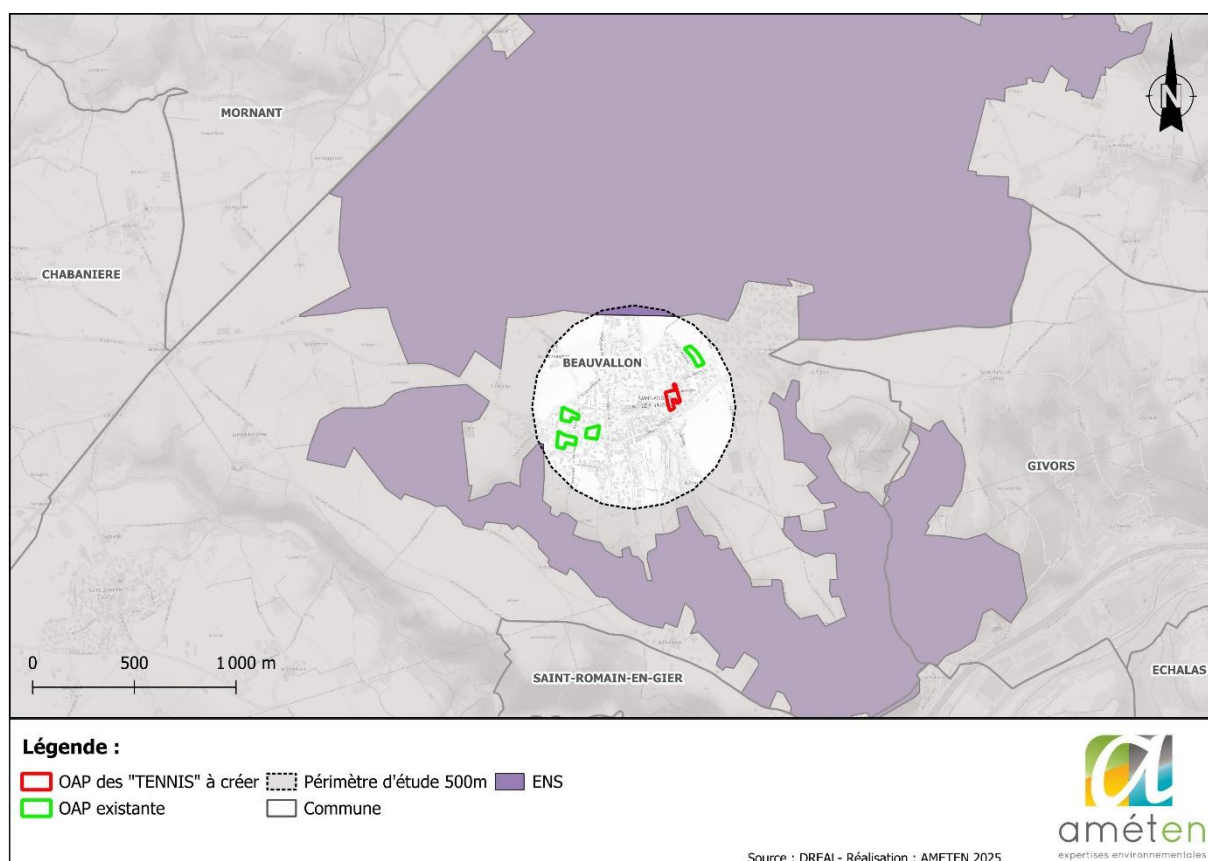 MORNANT
N
CHABANIERE
BEAUVALLON
GIVORS
0 500 1 000 m
SAINT-ROMAIN-EN-GIER
ECHALAS
Légende :
OAP des "TENNIS" à créer
Périmètre d'étude 500m
ENS
OAP existante
Commune
améten
expertises environnementales
Source : DREAL - Réalisation : AMETEN 2025